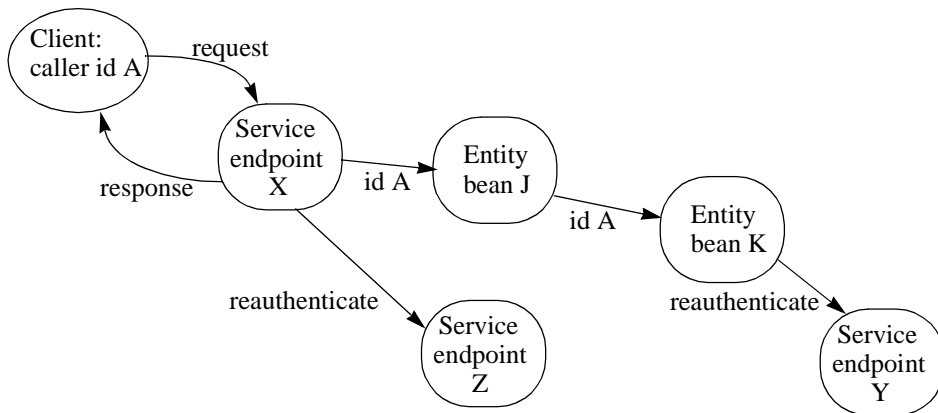 Client:
caller id A
request
Service
endpoint
X
response
id A
Entity
bean J
id A
Entity
bean K
reauthenticate
Service
endpoint
Z
reauthenticate
Service
endpoint
Y